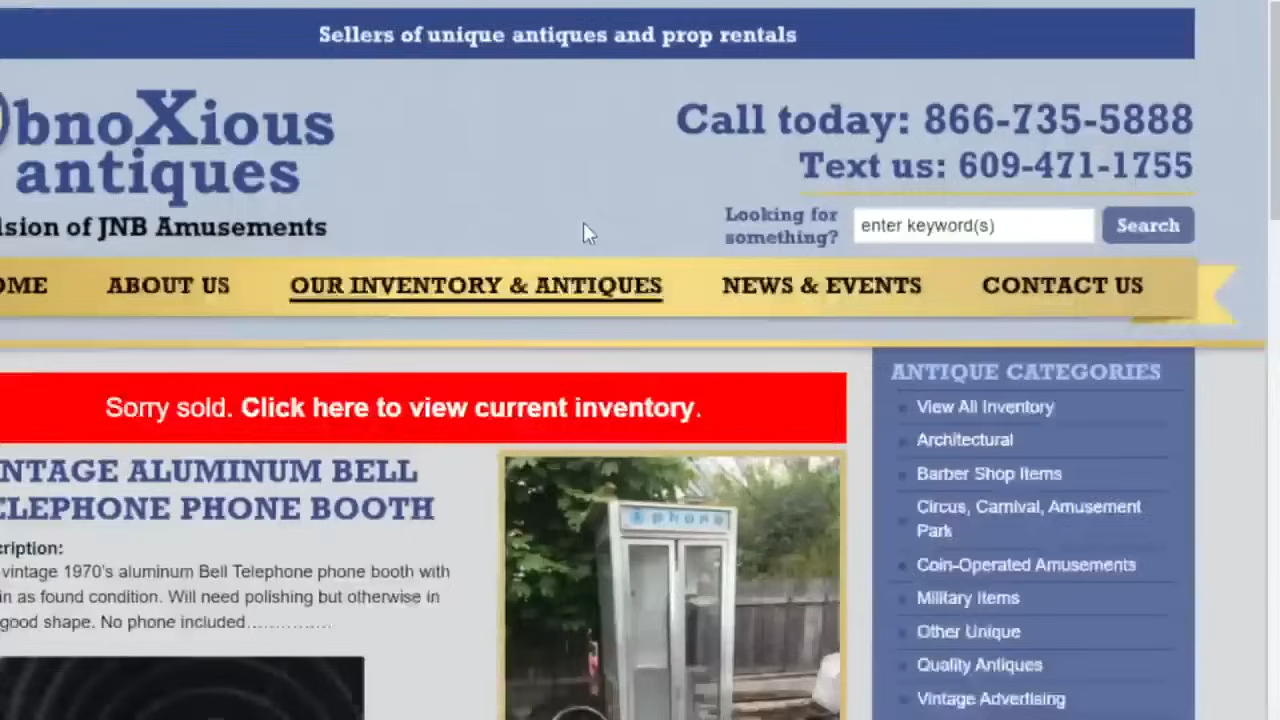 Sellers of unique antiques and prop rentals
bnoXious
antiques
Call today: 866-735-5888
Text us: 609-471-1755
ision of JNB Amusements
Looking for
something?
enter keyword(s)
Search
OME
ABOUT US
OUR INVENTORY & ANTIQUES
NEWS & EVENTS
CONTACT US
Sorry sold. Click here to view current inventory.
NTAGE ALUMINUM BELL
ELEPHONE PHONE BOOTH
cription:
vintage 1970's aluminum Bell Telephone phone booth with
in as found condition. Will need polishing but otherwise in
good shape. No phone included……………
phone
ANTIQUE CATEGORIES
View All Inventory
Architectural
Barber Shop Items
Circus, Carnival, Amusement
Park
Coin-Operated Amusements
Military Items
Other Unique
Quality Antiques
Vintage Advertising